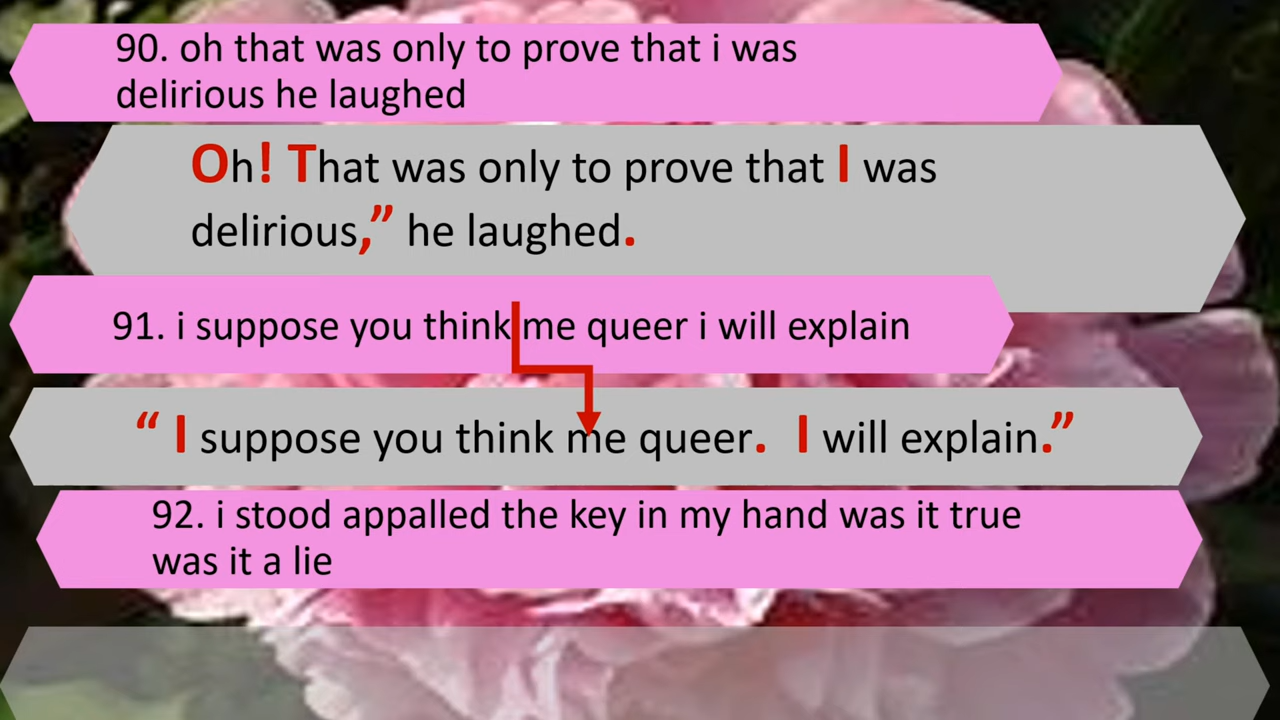 90. oh that was only to prove that i was
delirious he laughed
Oh! That was only to prove that I was
delirious,” he laughed.
91. i suppose you think me queer i will explain
“ I suppose you think me queer. I will explain.”
92. i stood appalled the key in my hand was it true
was it a lie